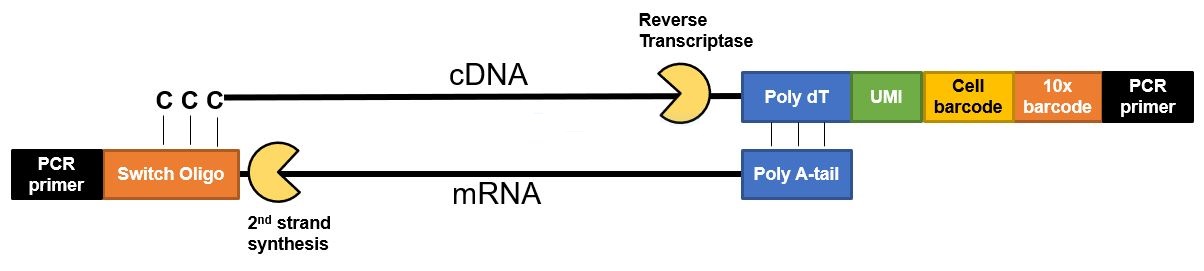 Reverse
Transcriptase
cDNA
C C C
Poly dT
UMI
Cell
barcode
10x
barcode
PCR
primer
PCR
primer
Switch Oligo
Poly A-tail
mRNA
2nd strand
synthesis